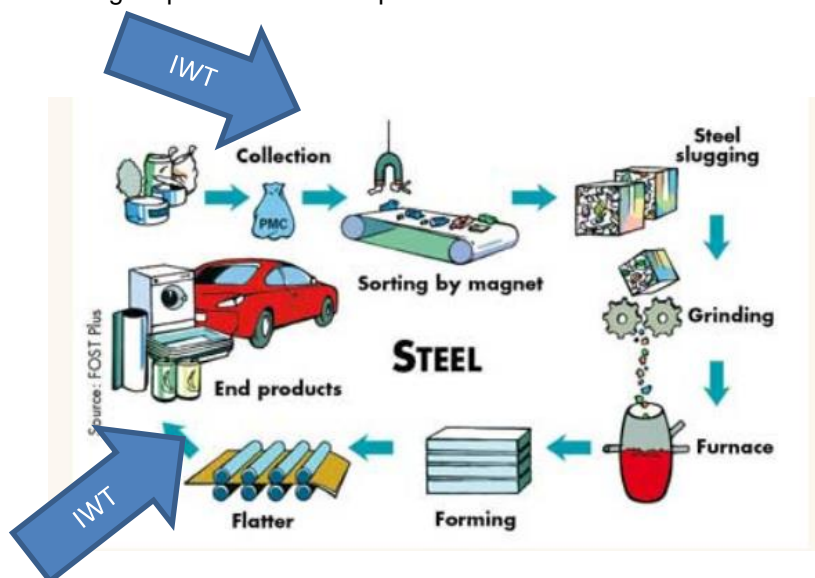 IWT
Collection
Steel
slugging
PMC
Sorting by magnet
Grinding
STEEL
End products
Source: FOST Plus
Furnace
IWT
Flatter
Forming